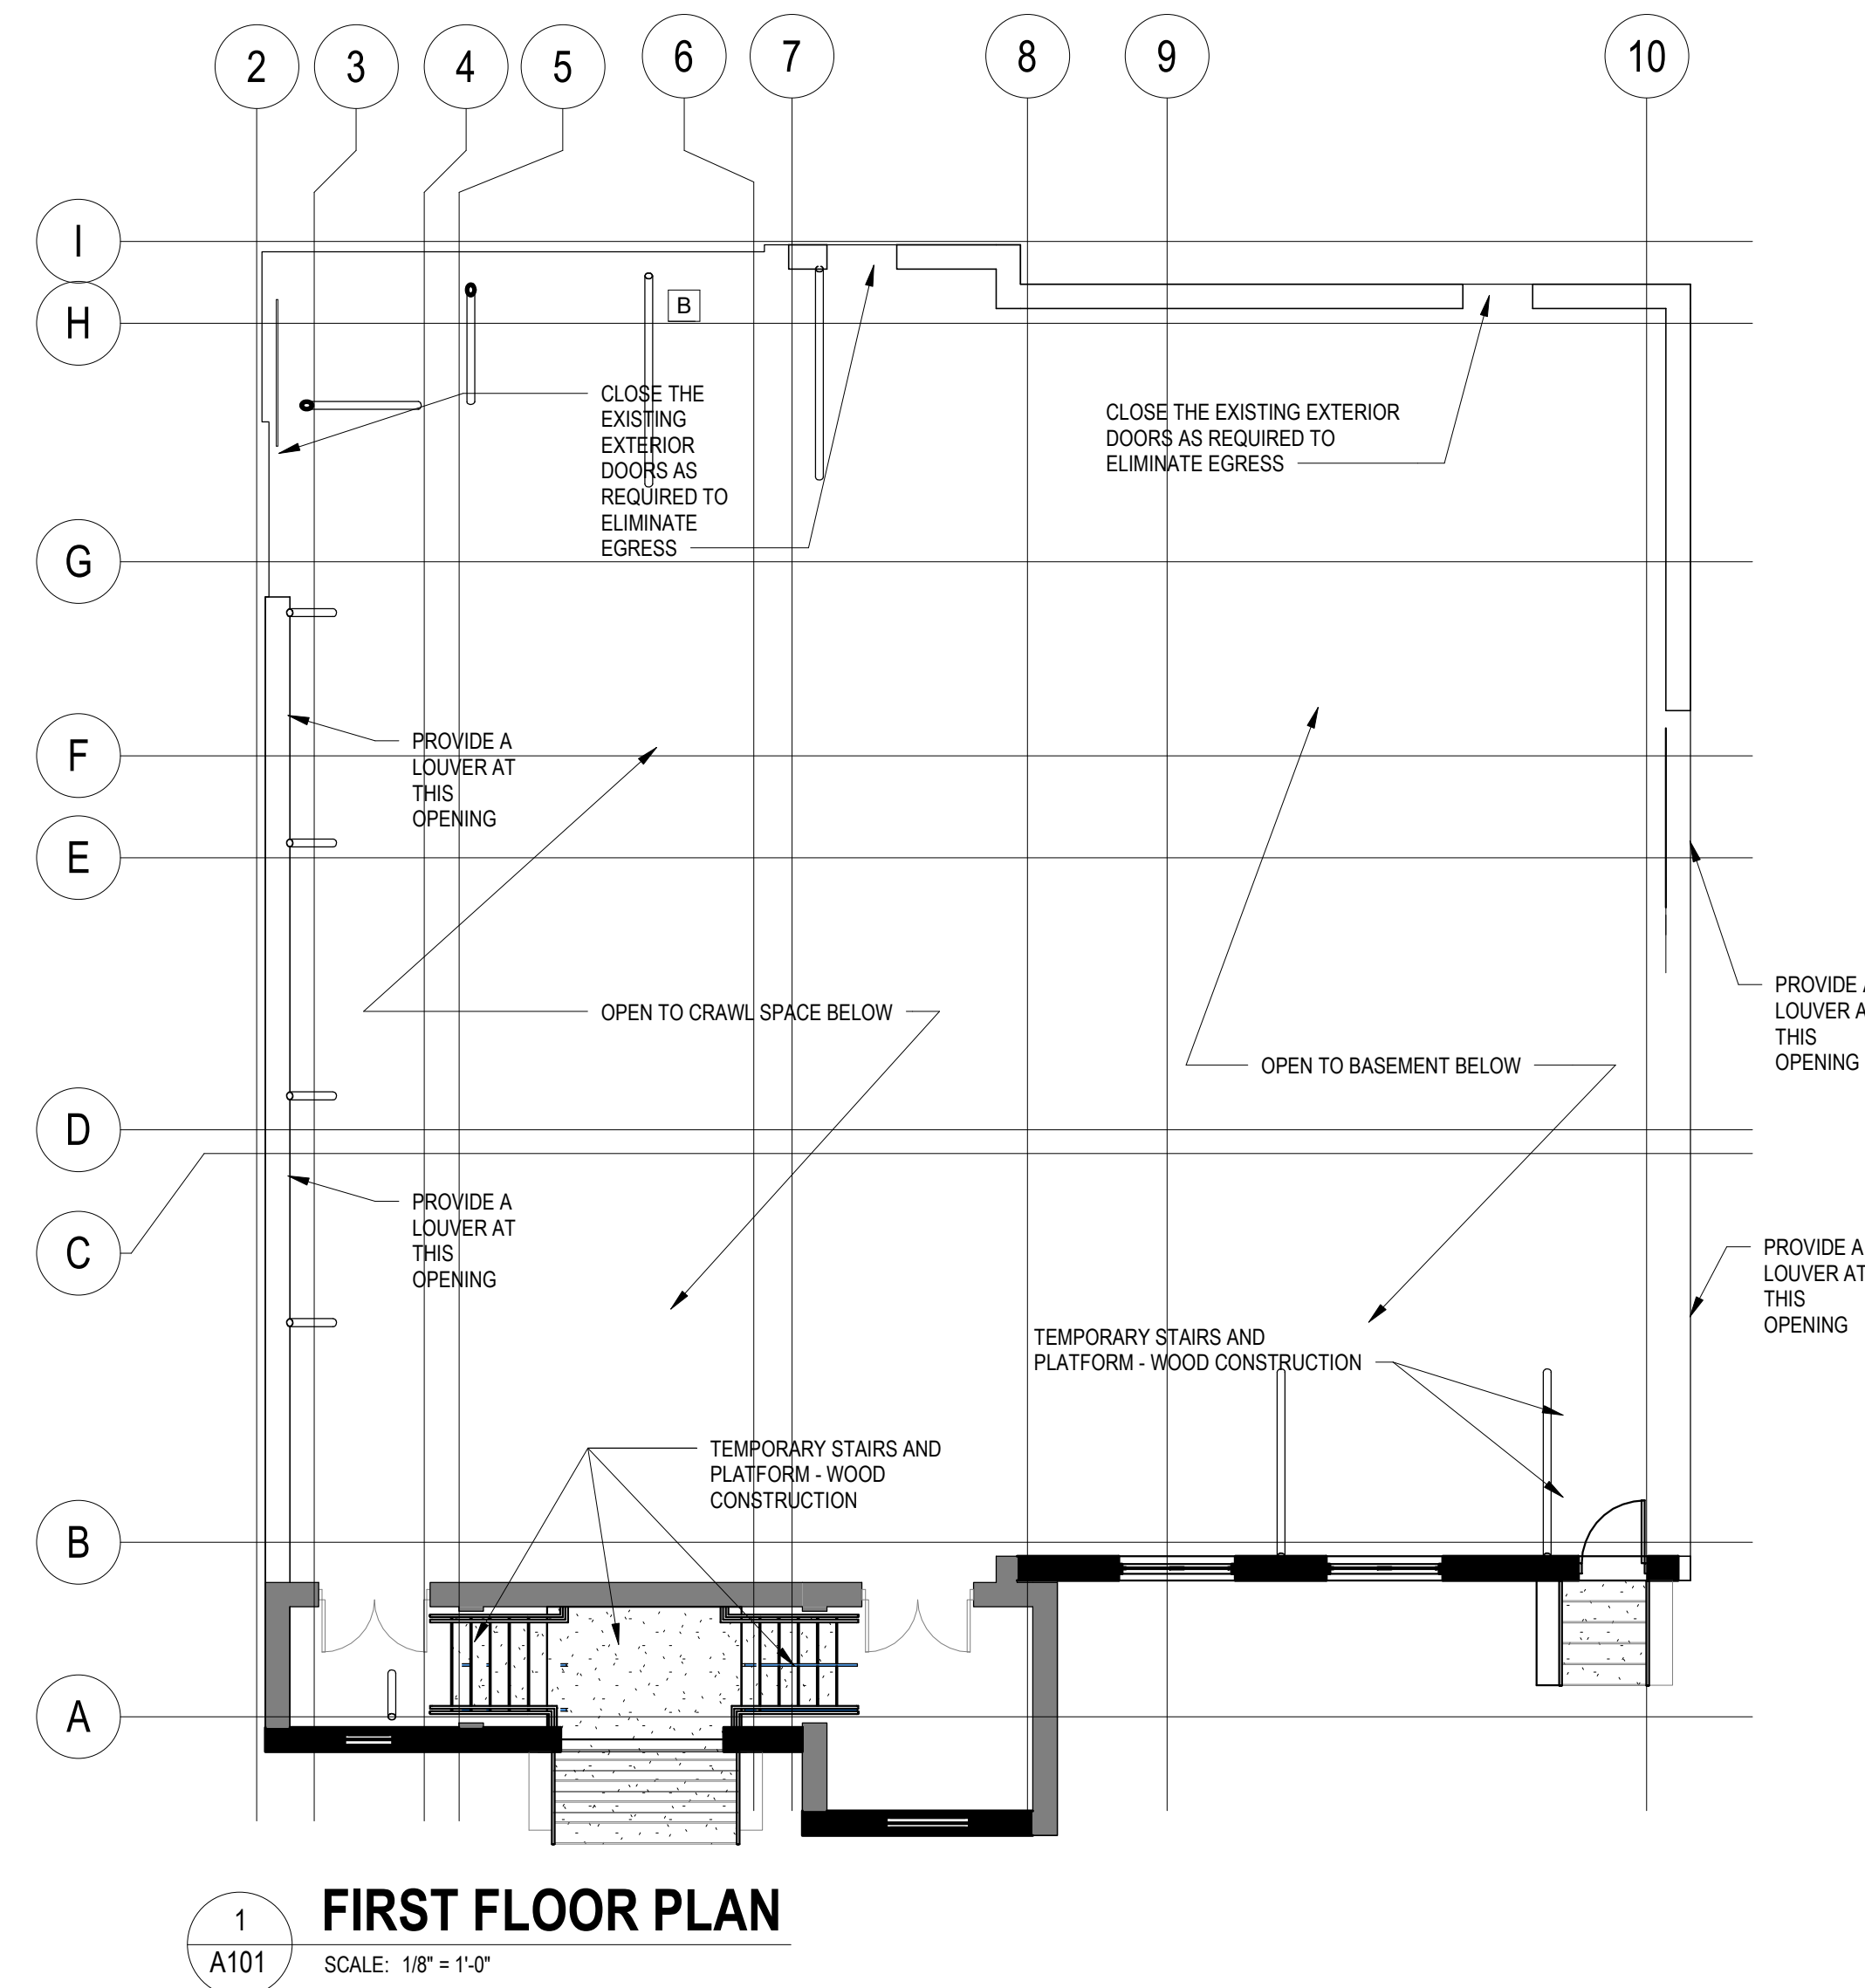 2
3
4
5
6
7
8
9
10
I
H
G
F
E
D
C
B
A
B
CLOSE THE
EXISTING
EXTERIOR
DOORS AS
REQUIRED TO
ELIMINATE
EGRESS
CLOSE THE EXISTING EXTERIOR
DOORS AS REQUIRED TO
ELIMINATE EGRESS
PROVIDE A
LOUVER AT
THIS
OPENING
OPEN TO CRAWL SPACE BELOW
OPEN TO BASEMENT BELOW
PROVIDE A
LOUVER A
THIS
OPENING
PROVIDE A
LOUVER AT
THIS
OPENING
PROVIDE A
LOUVER AT
THIS
OPENING
TEMPORARY STAIRS AND
PLATFORM - WOOD CONSTRUCTION
TEMPORARY STAIRS AND
PLATFORM - WOOD
CONSTRUCTION
1
A101
FIRST FLOOR PLAN
SCALE: 1/8" = 1'-0"